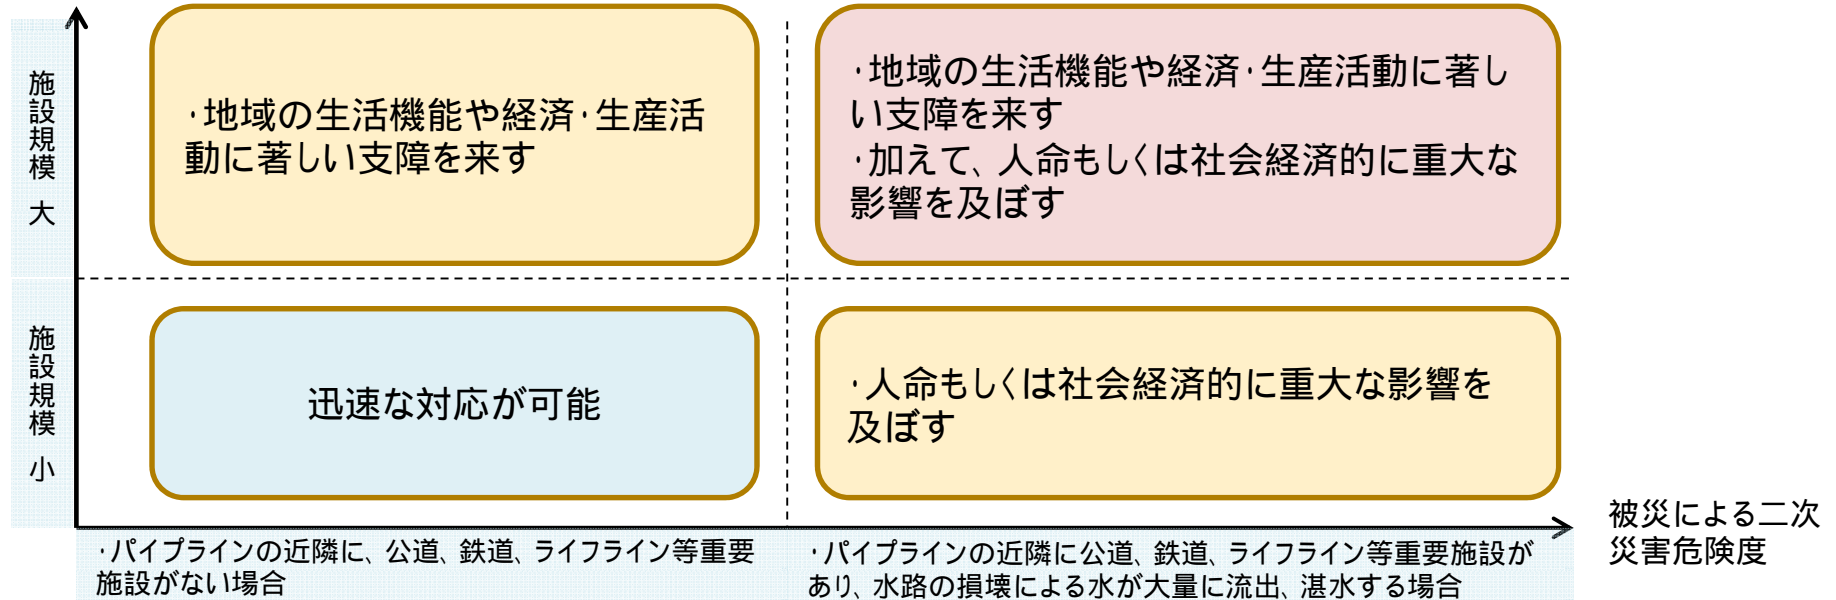 施設規模 大
・地域の生活機能や経済・生産活
動に著しい支障を来す
・地域の生活機能や経済・生産活動に著し
い支障を来す
・加えて、人命もしくは社会経済的に重大な
影響を及ぼす
施設規模 小
迅速な対応が可能
・人命もしくは社会経済的に重大な影響を
及ぼす
・パイプラインの近隣に、公道、鉄道、ライフライン等重要
施設がない場合
・パイプラインの近隣に公道、鉄道、ライフライン等重要施設が
あり、水路の損壊による水が大量に流出、湛水する場合
被災による二次
災害危険度